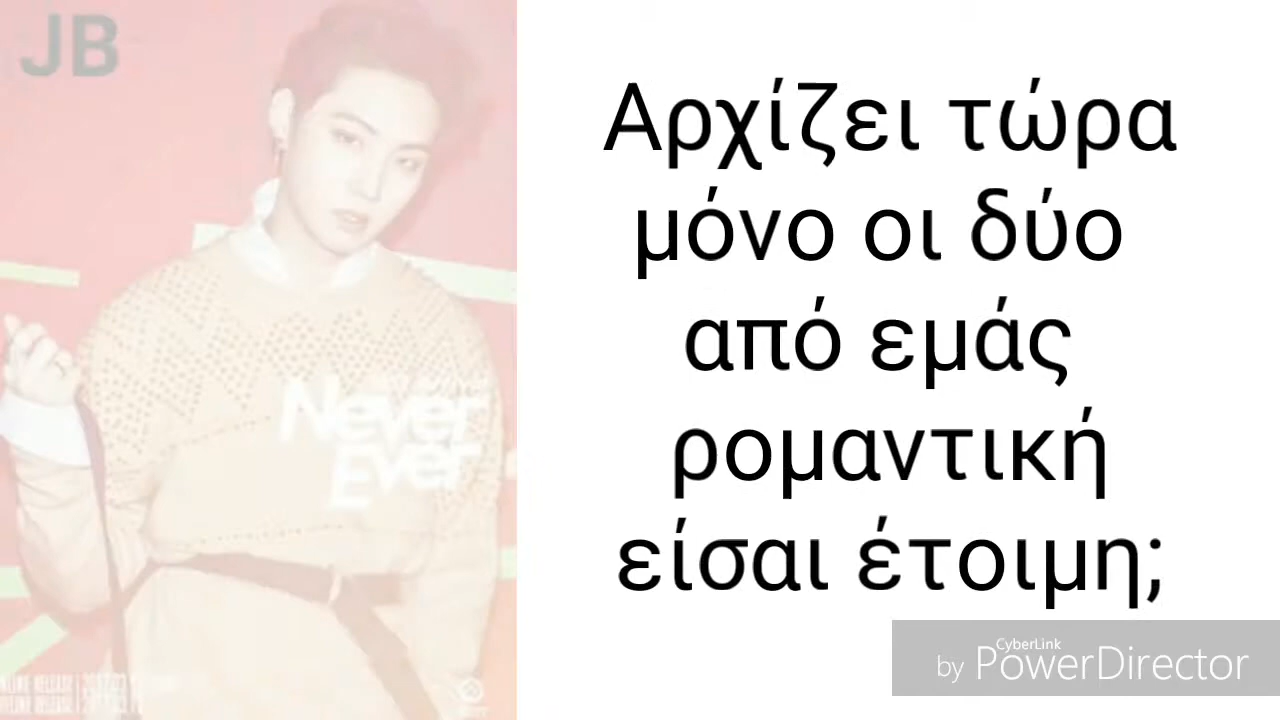 JB
Αρχίζει τώρα
μόνο οι δύο
από εμάς
ρομαντική
είσαι έτοιμη;
Never
Ever
CyberLink
by PowerDirector